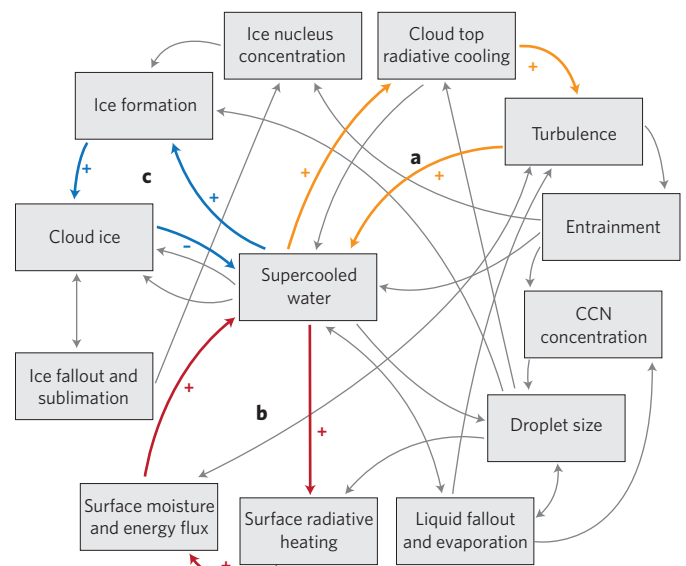 Ice nucleus
concentration
Cloud top
radiative cooling
+
Ice formation
Turbulence
a
+
c
+
+
+
Cloud ice
–
Entrainment
Supercooled
water
CCN
concentration
Ice fallout and
sublimation
+
b
+
Droplet size
Surface moisture
and energy flux
Surface radiative
heating
Liquid fallout
and evaporation
+